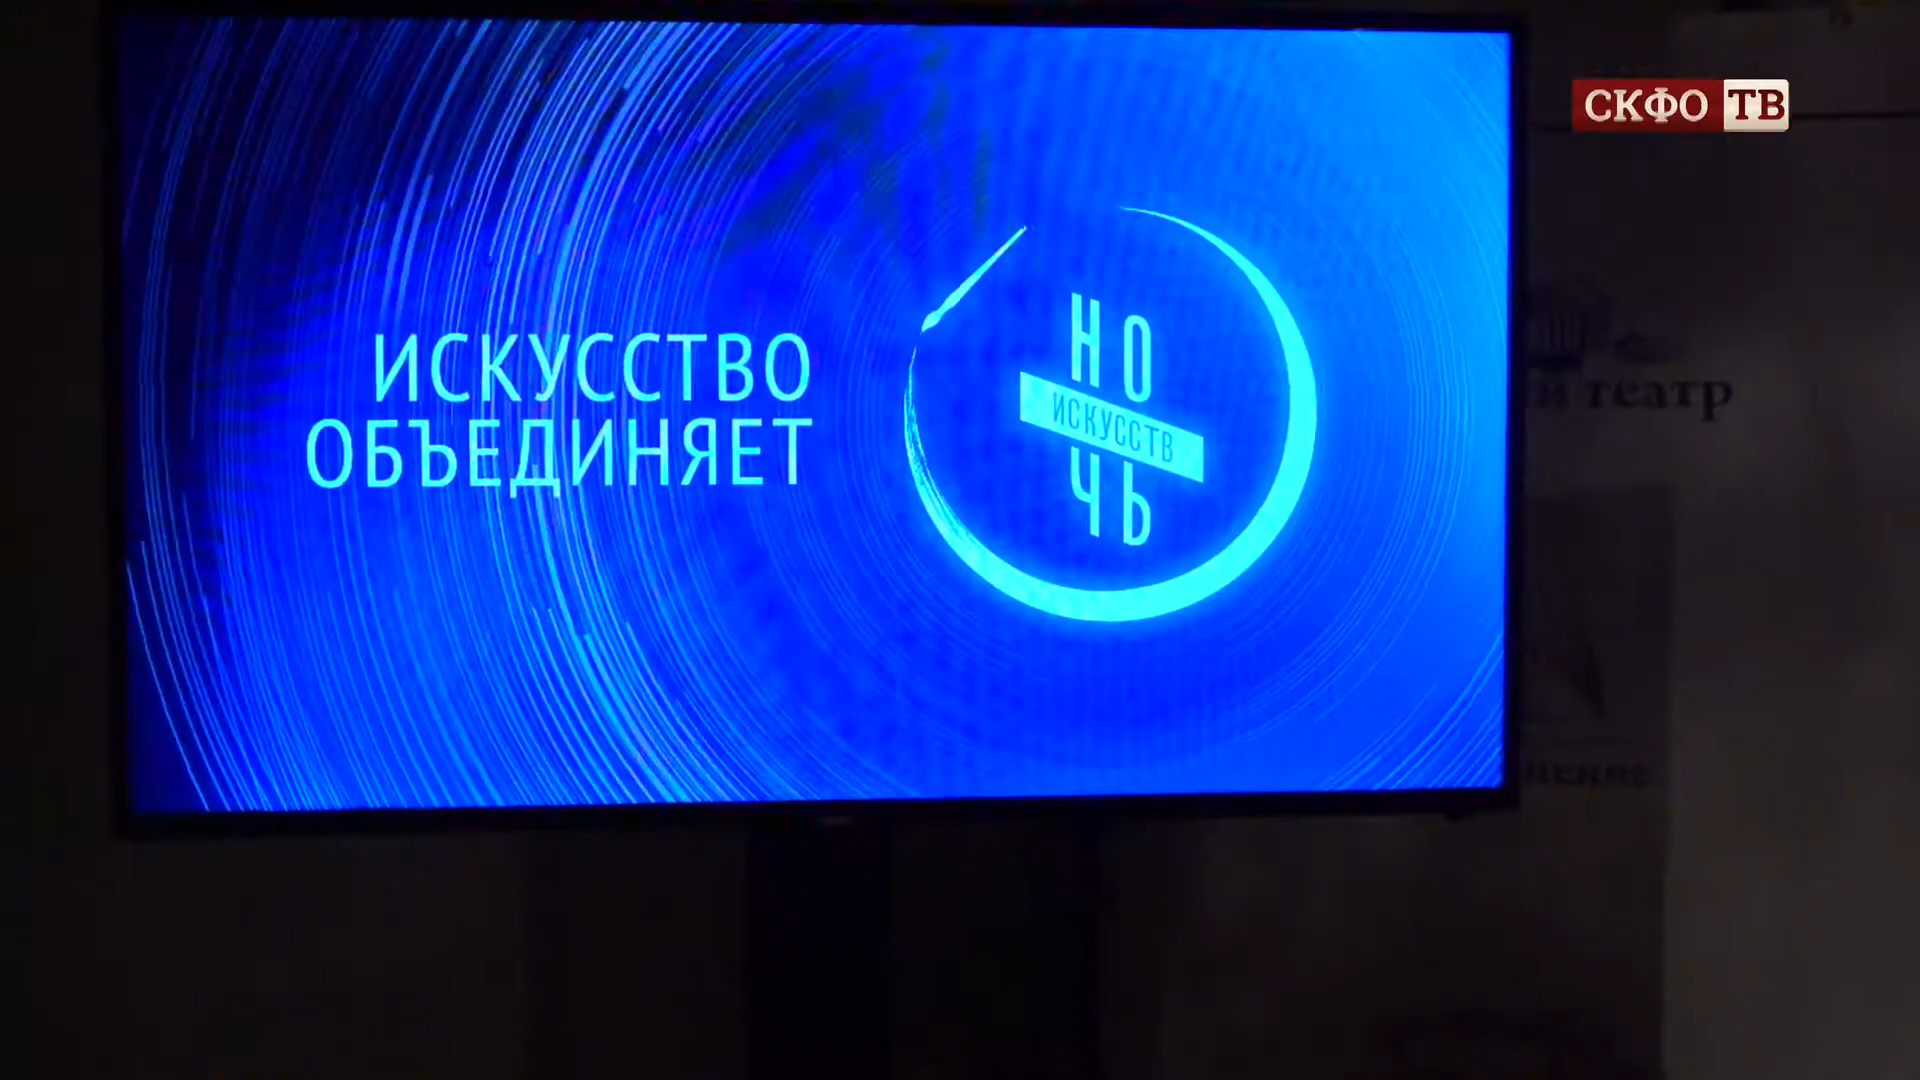 СКФО ТВ
ИСКУССТВО
ОБЪЕДИНЯЕТ
НО
ИСКУССТВ
ЧЬ
театр